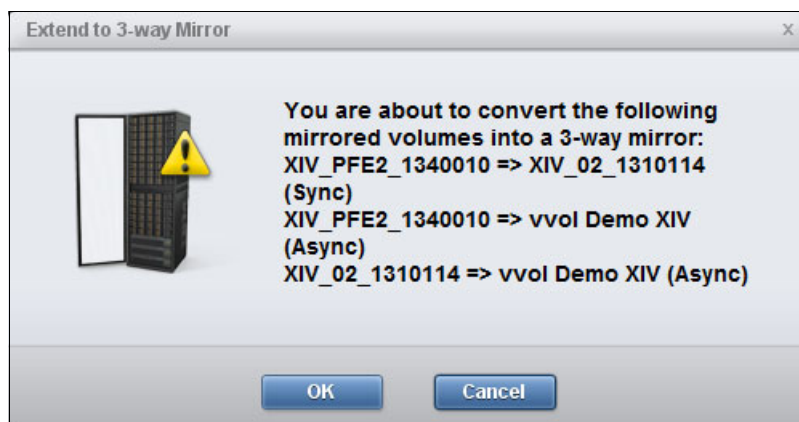 Extend to 3-way Mirror
x
You are about to convert the following
mirrored volumes into a 3-way mirror:
XIV_PFE2_1340010 => XIV_02_1310114
(Sync)
XIV_PFE2_1340010 => vvol Demo XIV
(Async)
XIV_02_1310114 => vvol Demo XIV (Async)
OK
Cancel